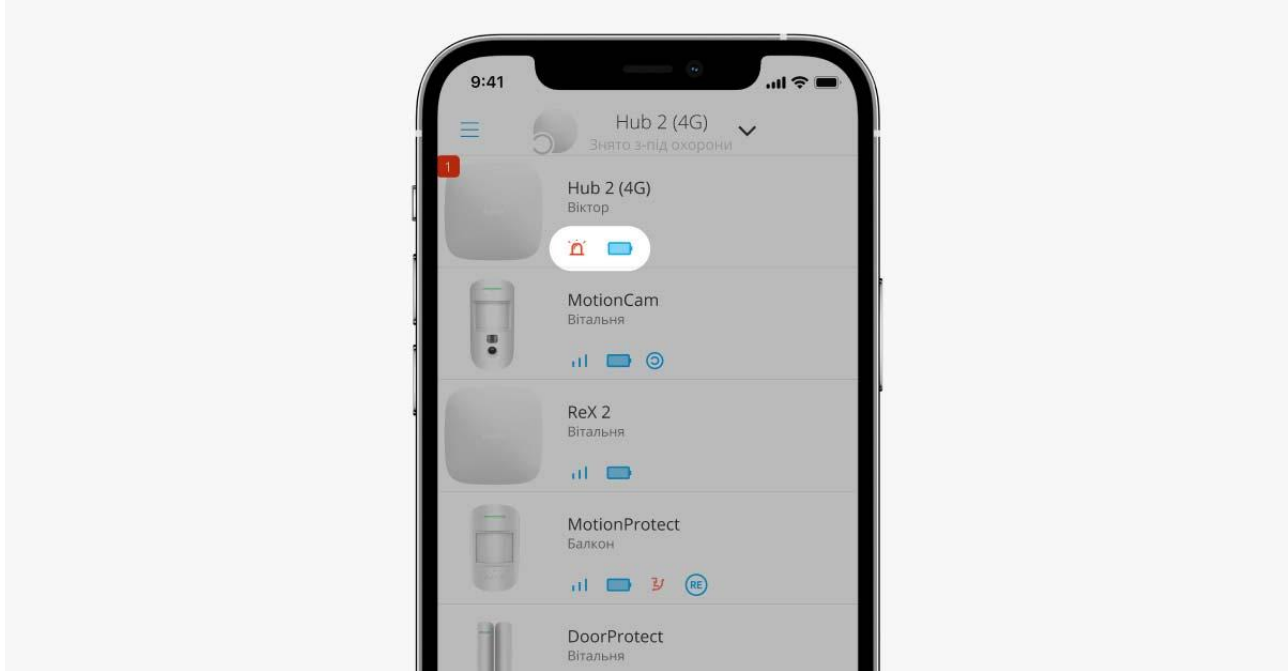 9:41
Hub 2 (4G)
Знято з-під охорони
1
Hub 2 (4G)
Віктор
MotionCam
Вітальня
ReX 2
Вітальня
MotionProtect
Балкон
RE
DoorProtect
Вітальня